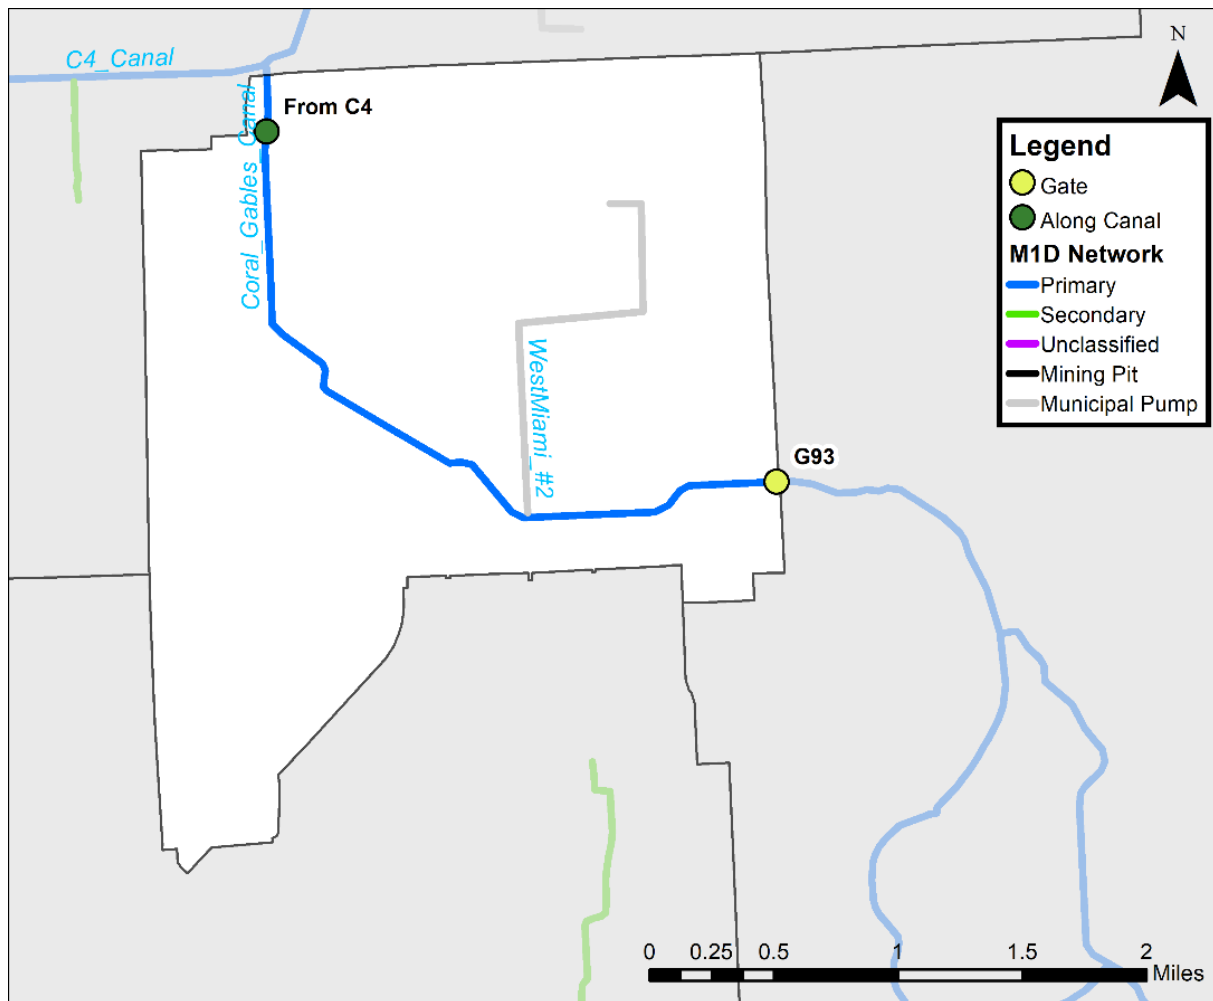 C4_Canal
N
From C4
Coral_Gables_Canal
Legend
Gate
Along Canal
M1D Network
Primary
Secondary
Unclassified
Mining Pit
Municipal Pump
WestMiami_#2
G93
0 0.25 0.5 1 1.5 2
Miles